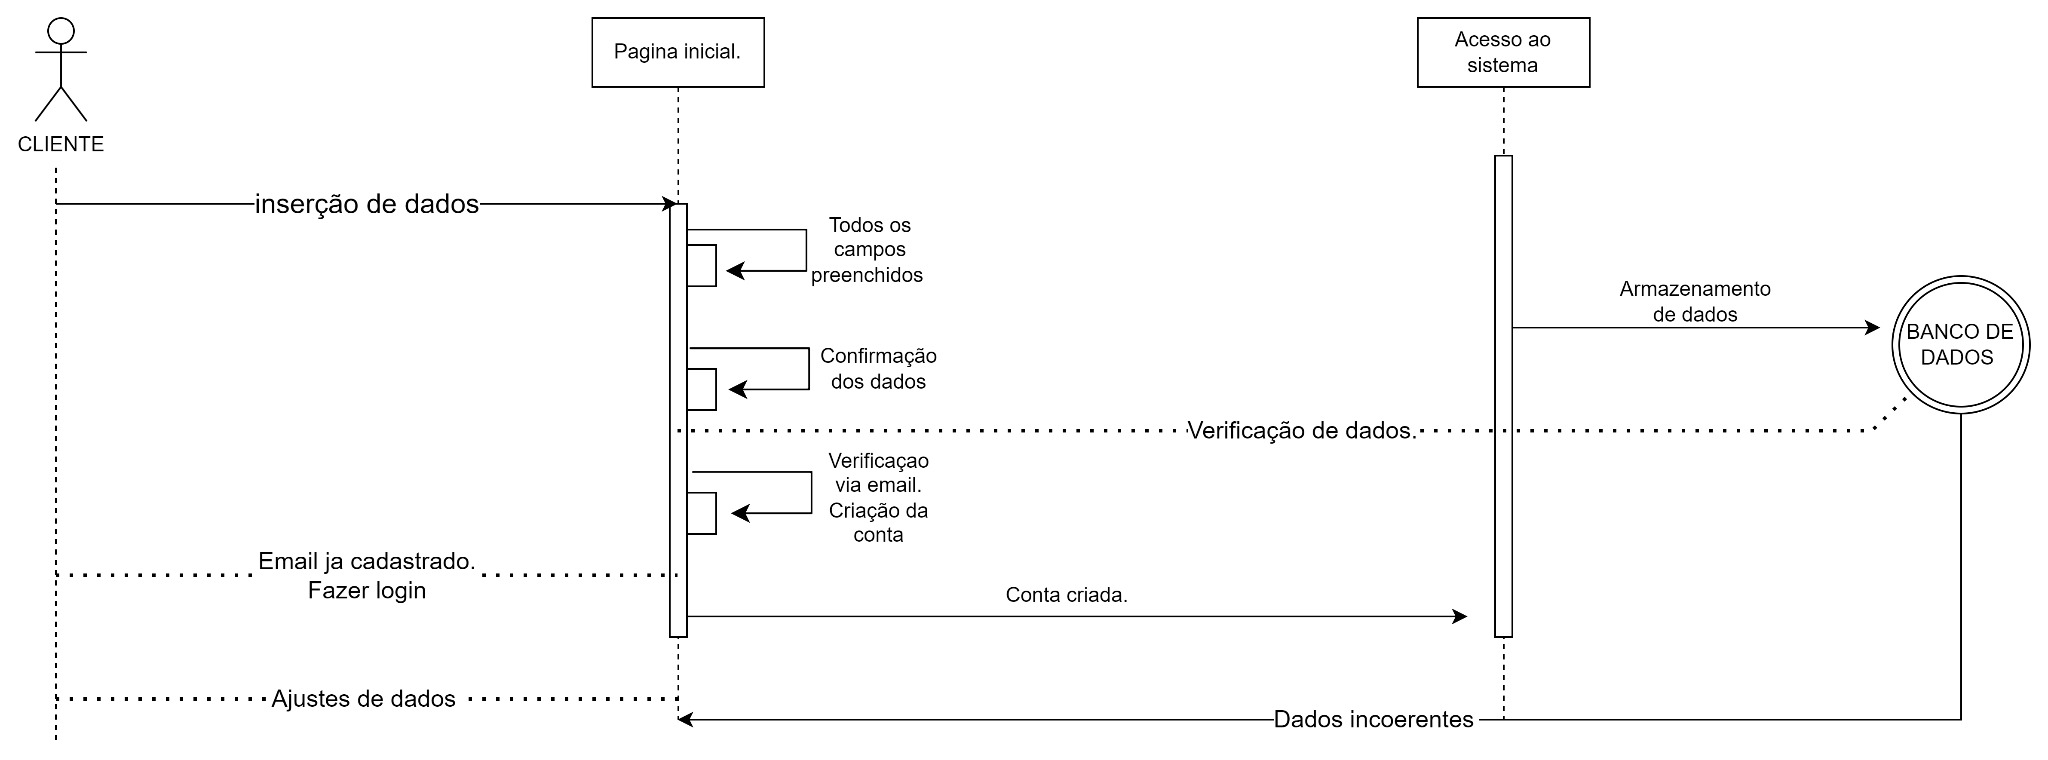 CLIENTE
Pagina inicial.
Acesso ao
sistema
inserção de dados
Todos os
campos
preenchidos
Armazenamento
de dados
BANCO DE
DADOS
Confirmação
dos dados
Verificação de dados.
Verificaçao
via email.
Criação da
conta
Email ja cadastrado.
Fazer login
Conta criada.
Ajustes de dados
Dados incoerentes